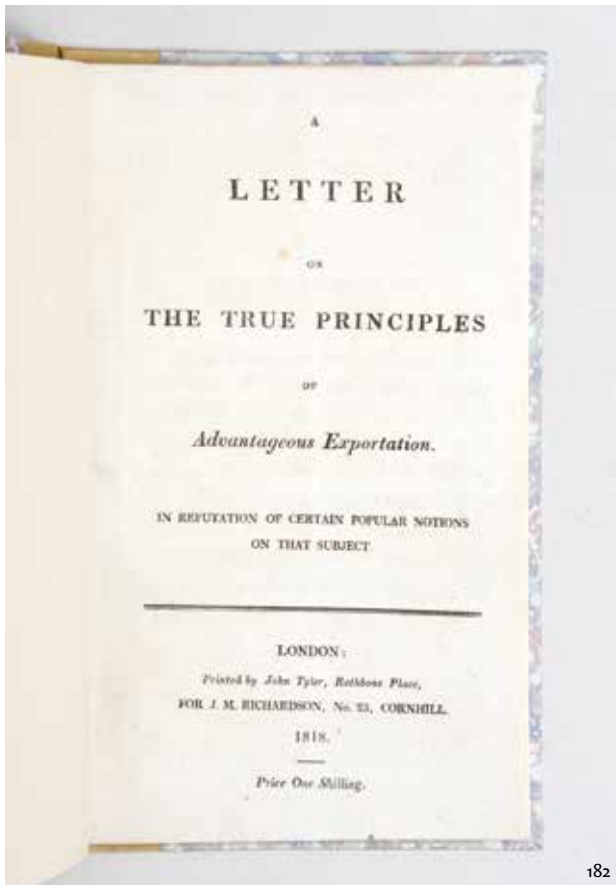 A
LETTER
ON
THE TRUE PRINCIPLES
OF
Advantageous Exportation.
IN REFUTATION OF CERTAIN POPULAR NOTIONS
ON THAT SUBJECT
LONDON:
Printed by John Tyler, Rathbone Place,
FOR J. M. RICHARDSON, No. 23, CORNHILL.
1818.
Price One Shilling.
182